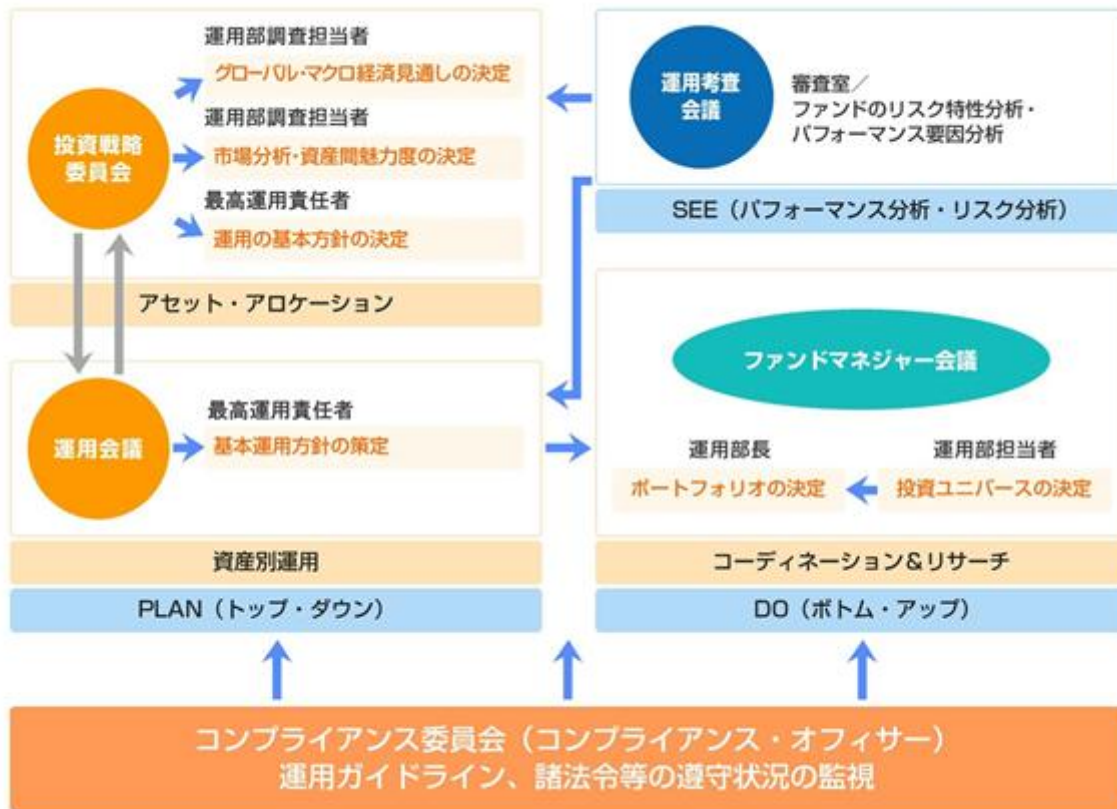 運用部調査担当者
グローバル・マクロ経済見通しの決定
投資戦略
委員会
運用部調査担当者
市場分析・資産間魅力度の決定
最高運用責任者
運用の基本方針の決定
アセット・アロケーション
運用考査
会議
審査室/
ファンドのリスク特性分析・
パフォーマンス要因分析
SEE（パフォーマンス分析・リスク分析）
運用会議
最高運用責任者
基本運用方針の策定
資産別運用
PLAN（トップ・ダウン）
ファンドマネジャー会議
運用部長
ポートフォリオの決定
運用部担当者
投資ユニバースの決定
コーディネーション＆リサーチ
DO（ボトム・アップ）
コンプライアンス委員会（コンプライアンス・オフィサー）
運用ガイドライン、諸法令等の遵守状況の監視